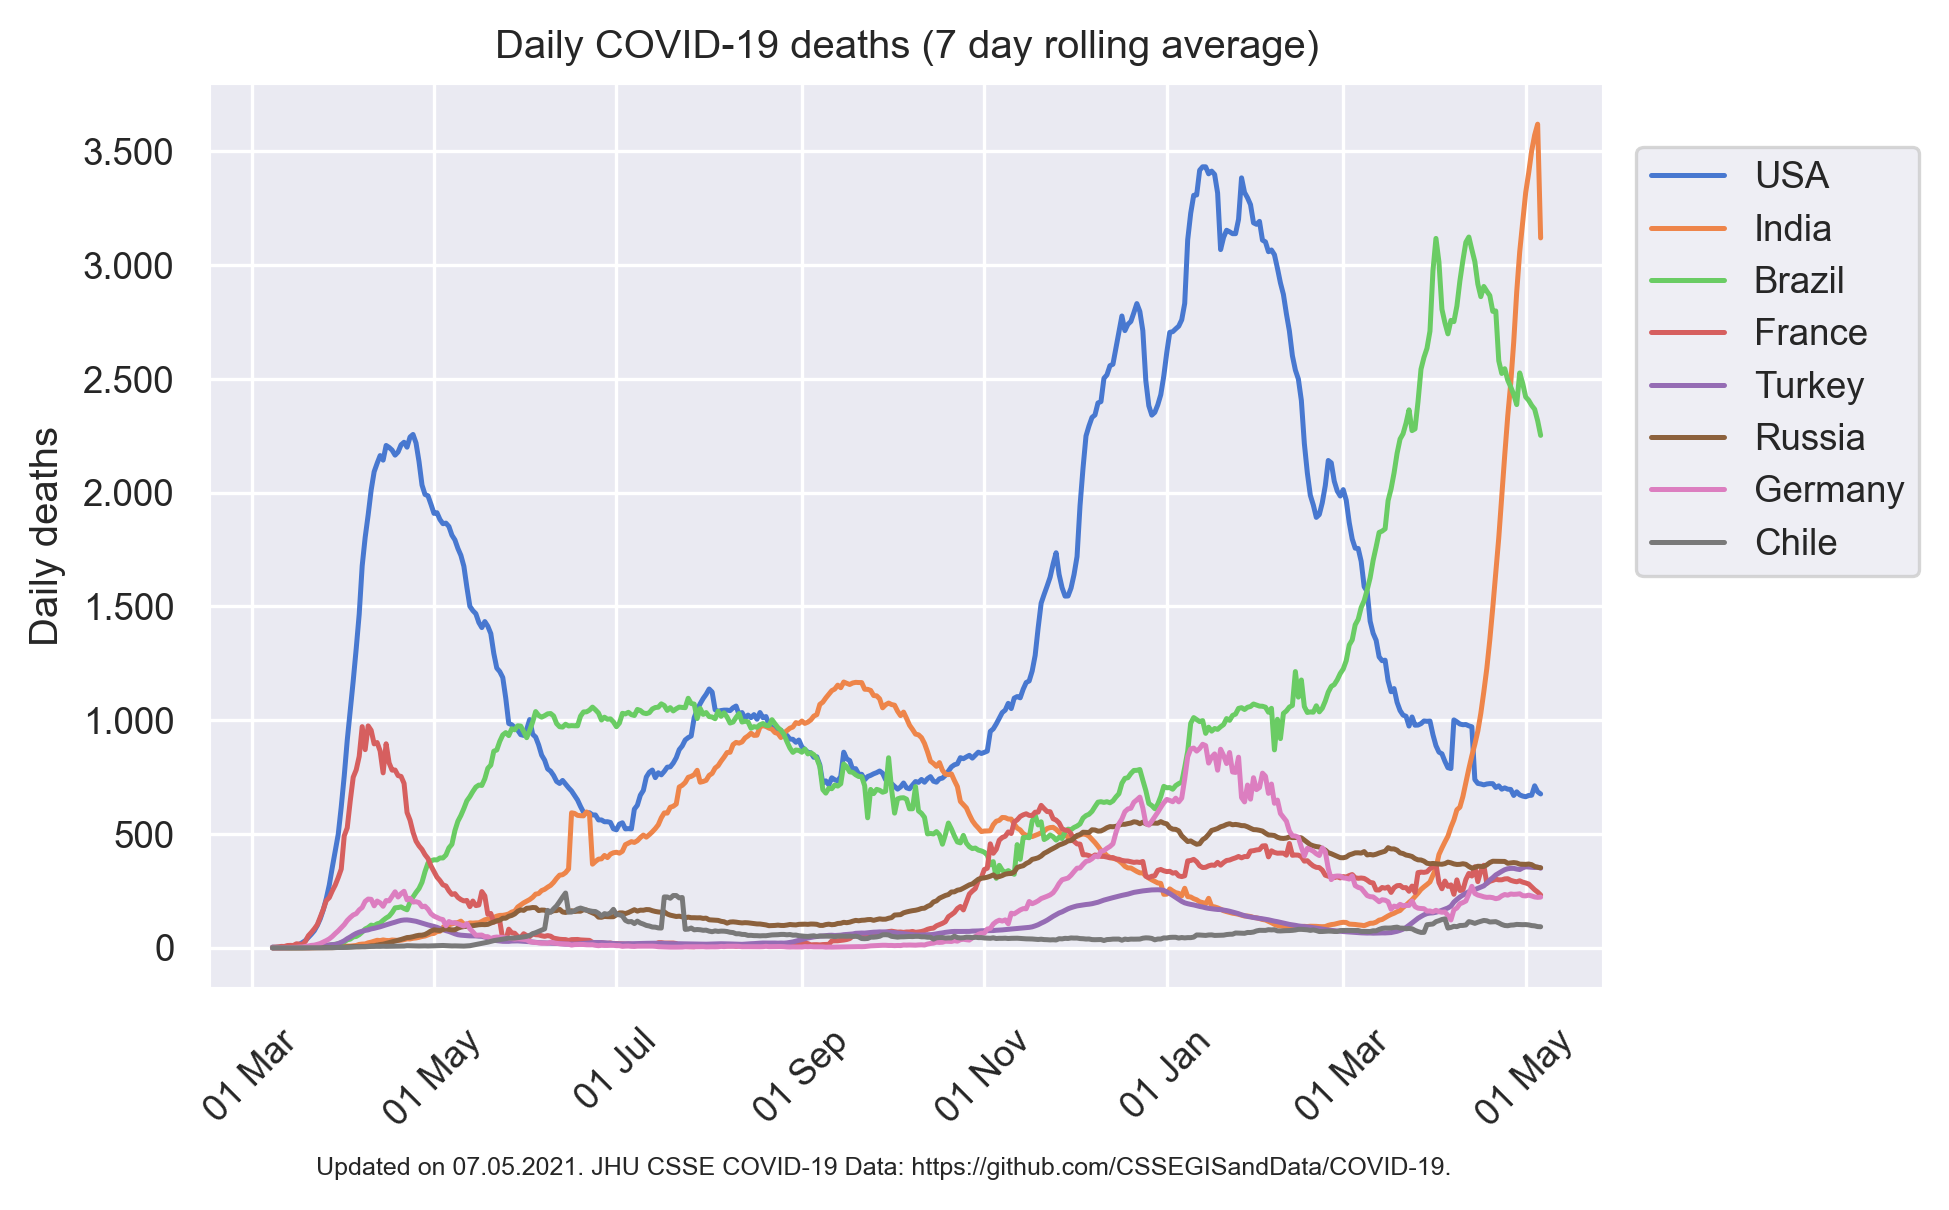 Daily COVID-19 deaths (7 day rolling average)
Daily deaths
3.500
3.000
2.500
2.000
1.500
1.000
500
0
01 Mar
01 May
01 Jul
01 Sep
01 Nov
01 Jan
01 Mar
01 May
USA
India
Brazil
France
Turkey
Russia
Germany
Chile
Updated on 07.05.2021. JHU CSSE COVID-19 Data: https://github.com/CSSEGISandData/COVID-19.